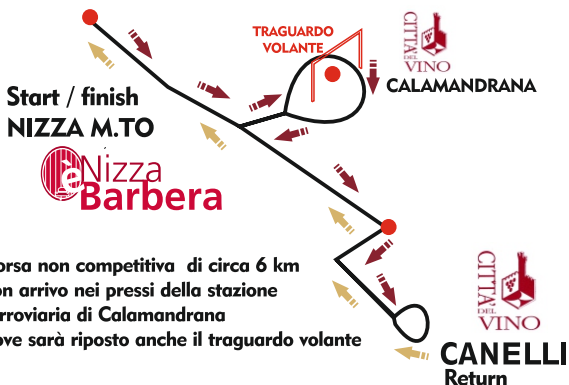 TRAGUARDO
VOLANTE
CITTÀ
DEL
VINO
CALAMANDRANA
Start / finish
NIZZA M.TO
è Nizza
Barbera
orsa non competitiva di circa 6 km
on arrivo nei pressi della stazione
erroviaria di Calamandrana
ove sarà riposto anche il traguardo volante
CITTÀ
DEL
VINO
CANELLI
Return